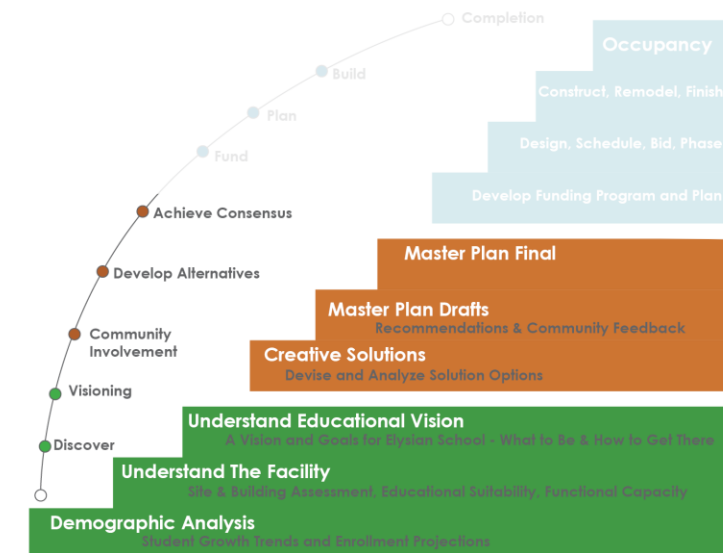 Completion
Occupancy
Build
Construct, Remodel, Finish
Plan
Design, Schedule, Bid, Phase
Fund
Develop Funding Program and Plan
Achieve Consensus
Master Plan Final
Develop Alternatives
Master Plan Drafts
Recommendations & Community Feedback
Community
Involvement
Creative Solutions
Devise and Analyze Solution Options
Visioning
Understand Educational Vision
A Vision and Goals for Elysian School - What to Be & How to Get There
Discover
Understand The Facility
Site & Building Assessment, Educational Suitability, Functional Capacity
Demographic Analysis
Student Growth Trends and Enrollment Projections